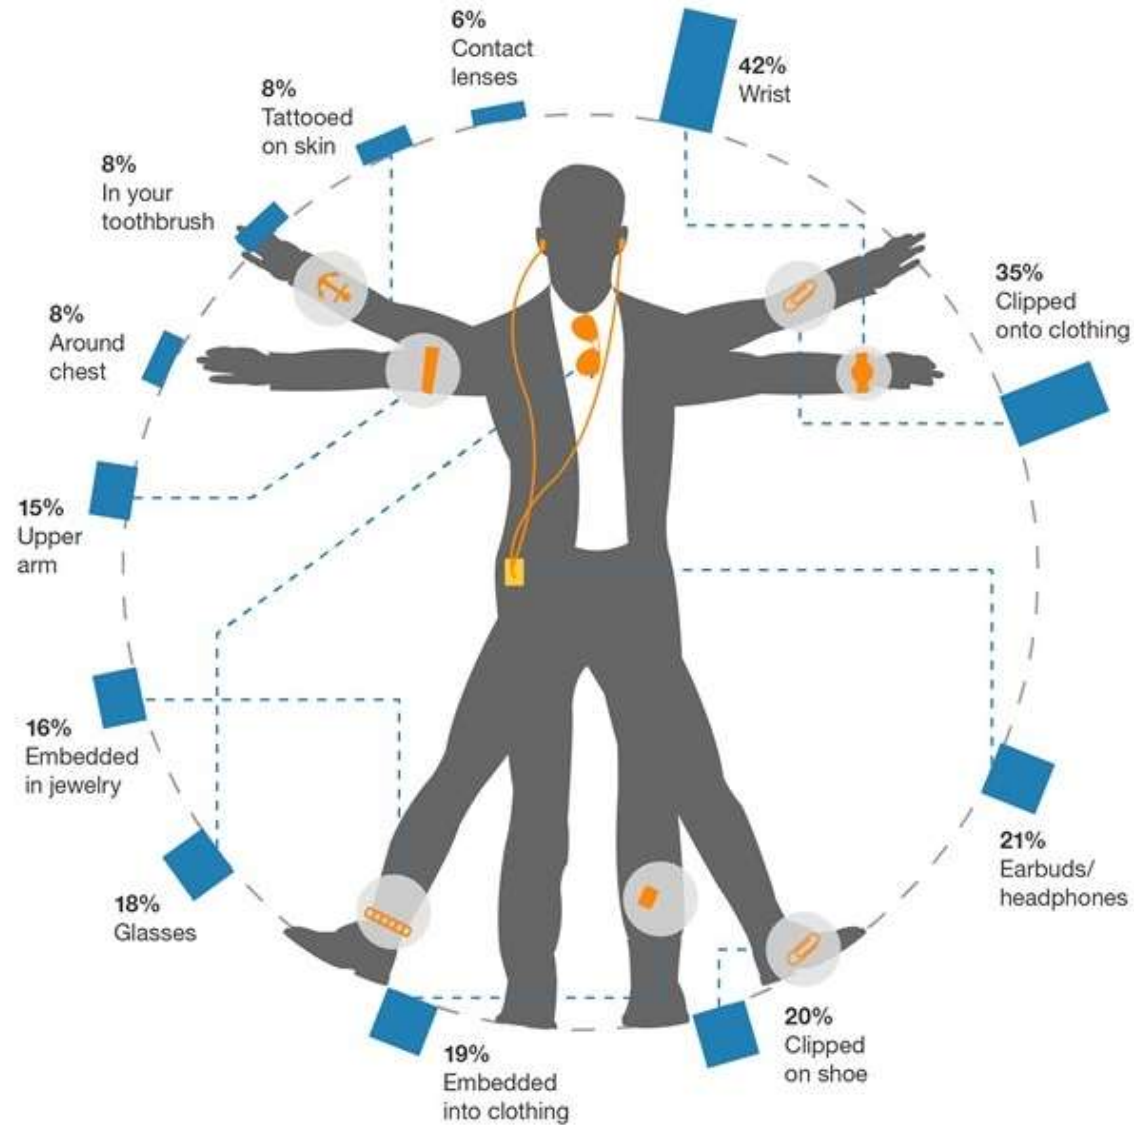 6%
Contact
lenses
42%
Wrist
35%
Clipped
onto clothing
21%
Earbuds/
headphones
20%
Clipped
on shoe
19%
Embedded
into clothing
18%
Glasses
16%
Embedded
in jewelry
15%
Upper
arm
8%
Around
chest
8%
In your
toothbrush
8%
Tattooed
on skin